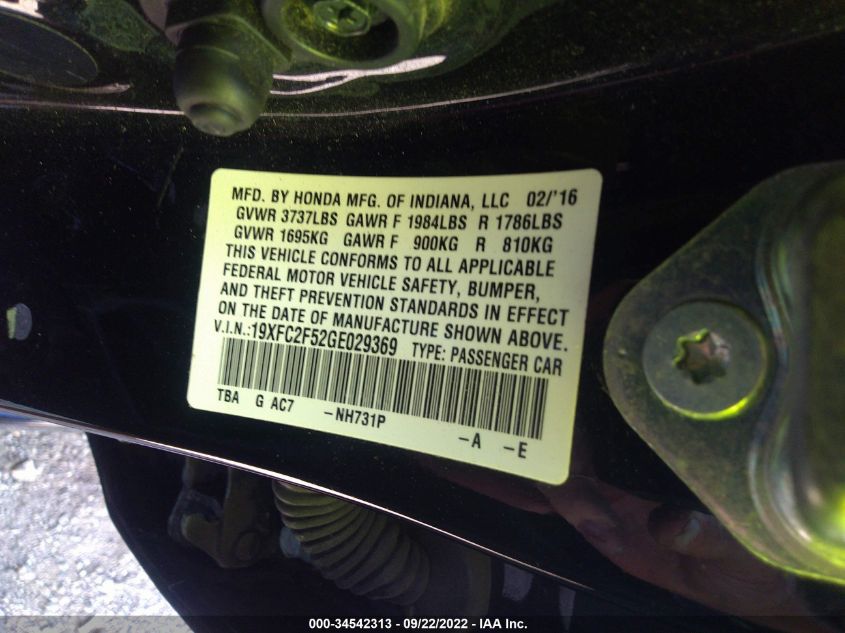 MFD. BY HONDA MFG. OF INDIANA, LLC 02/'16
GVWR 3737LBS GAWR F 1984LBS R 1786LBS
GVWR 1695KG GAWR F 900KG R 810KG
THIS VEHICLE CONFORMS TO ALL APPLICABLE
FEDERAL MOTOR VEHICLE SAFETY, BUMPER,
AND THEFT PREVENTION STANDARDS IN EFFECT
ON THE DATE OF MANUFACTURE SHOWN ABOVE.
V.I.N.:19XFC2F52GE029369 TYPE: PASSENGER CAR
TBA G AC7 -NH731P -A -E
000-34542313 - 09/22/2022 - IAA Inc.